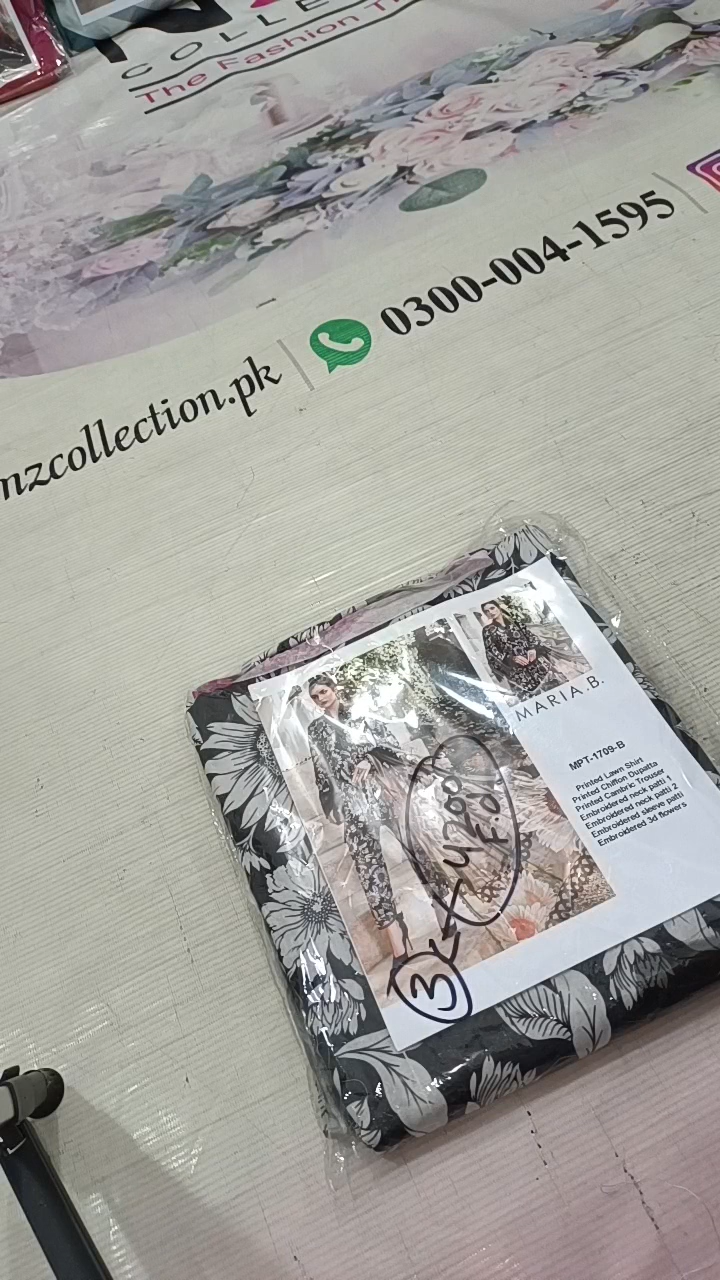 COLLE
The Fashion T
nzcollection.pk
0300-004-1595
MARIA.B.
MPT-1709-B
Printed Lawn Shirt
Printed Chiffon Dupatta
Printed Cambric Trouser
Embroidered neck patti 1
Embroidered neck patti 2
Embroidered sleeve patti
Embroidered 3d flowers
4200
F.d
3